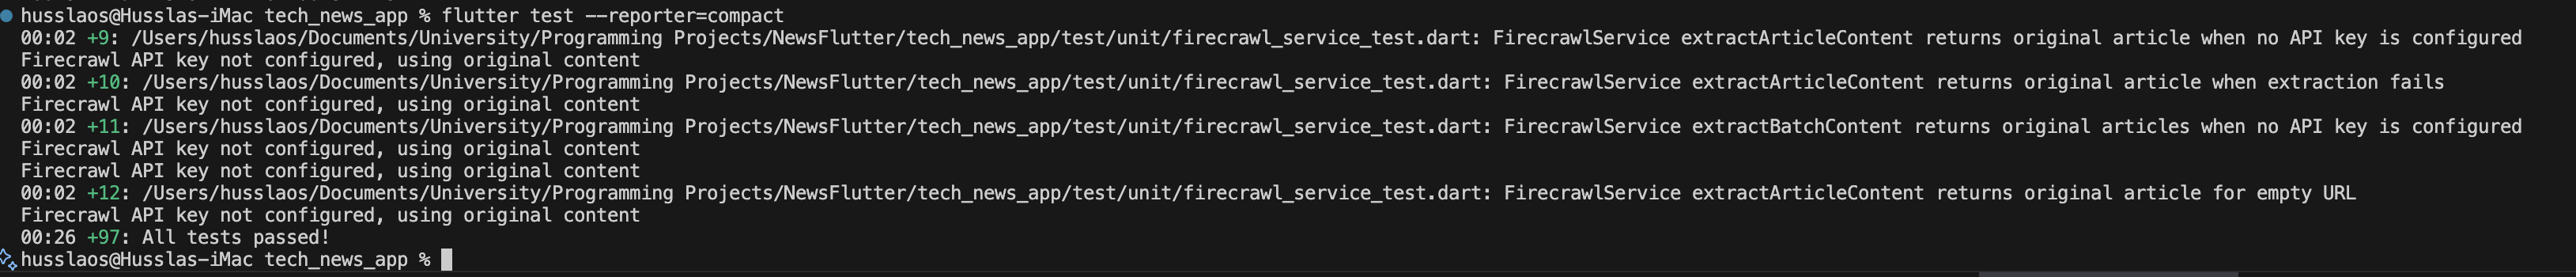 husslaos@Husslas-iMac tech_news_app % flutter test --reporter=compact
00:02 +9: /Users/husslaos/Documents/University/Programming Projects/NewsFlutter/tech_news_app/test/unit/firecrawl_service_test.dart: FirecrawlService extractArticleContent returns original article when no API key is configured
Firecrawl API key not configured, using original content
00:02 +10: /Users/husslaos/Documents/University/Programming Projects/NewsFlutter/tech_news_app/test/unit/firecrawl_service_test.dart: FirecrawlService extractArticleContent returns original article when extraction fails
Firecrawl API key not configured, using original content
00:02 +11: /Users/husslaos/Documents/University/Programming Projects/NewsFlutter/tech_news_app/test/unit/firecrawl_service_test.dart: FirecrawlService extractBatchContent returns original articles when no API key is configured
Firecrawl API key not configured, using original content
Firecrawl API key not configured, using original content
00:02 +12: /Users/husslaos/Documents/University/Programming Projects/NewsFlutter/tech_news_app/test/unit/firecrawl_service_test.dart: FirecrawlService extractArticleContent returns original article for empty URL
Firecrawl API key not configured, using original content
00:26 +97: All tests passed!
husslaos@Husslas-iMac tech_news_app %